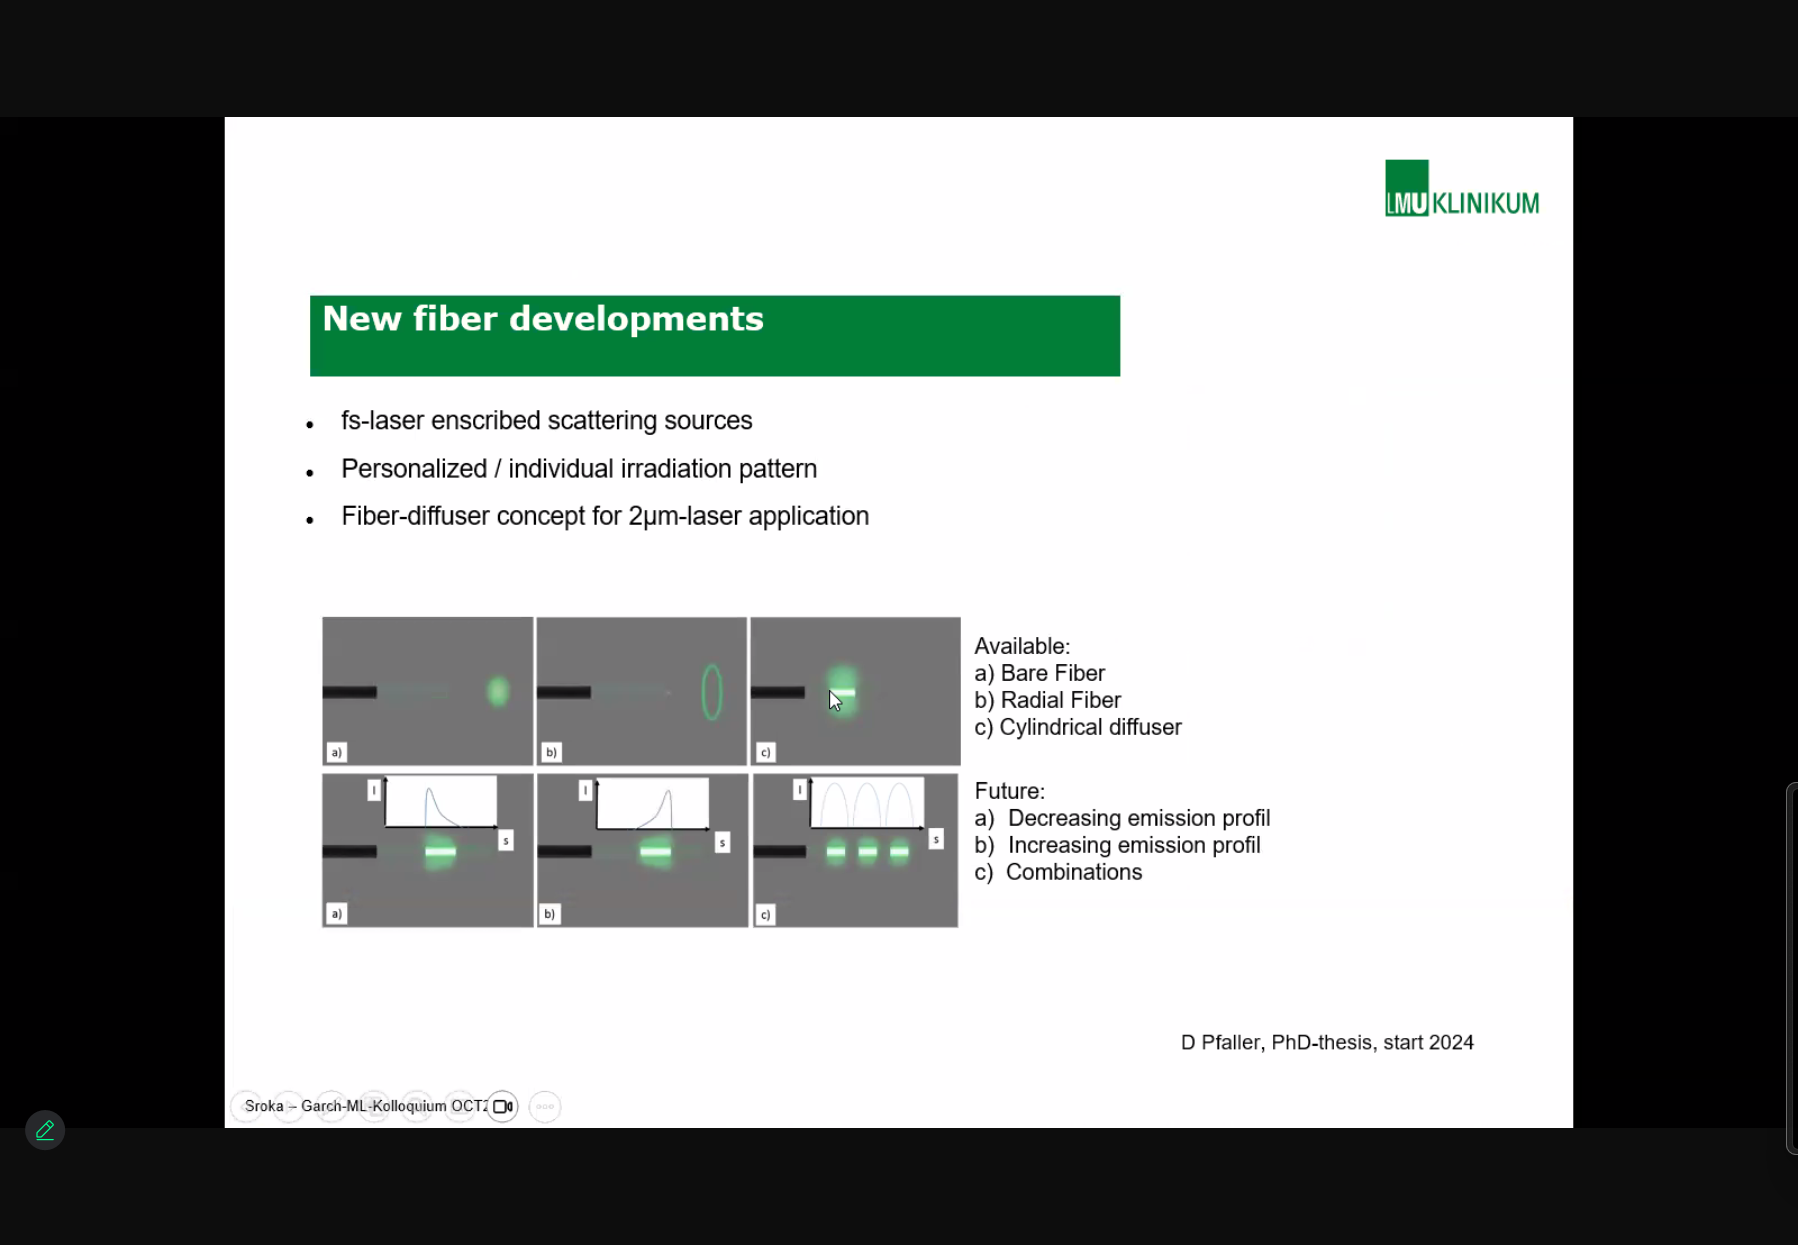 LMU KLINIKUM
New fiber developments
• fs-laser enscribed scattering sources
• Personalized / individual irradiation pattern
• Fiber-diffuser concept for 2µm-laser application
a)
b)
c)
Available:
a) Bare Fiber
b) Radial Fiber
c) Cylindrical diffuser
I
s
a)
I
s
b)
I
s
c)
Future:
a) Decreasing emission profil
b) Increasing emission profil
c) Combinations
D Pfaller, PhD-thesis, start 2024
Sroka – Garch-ML-Kolloquium